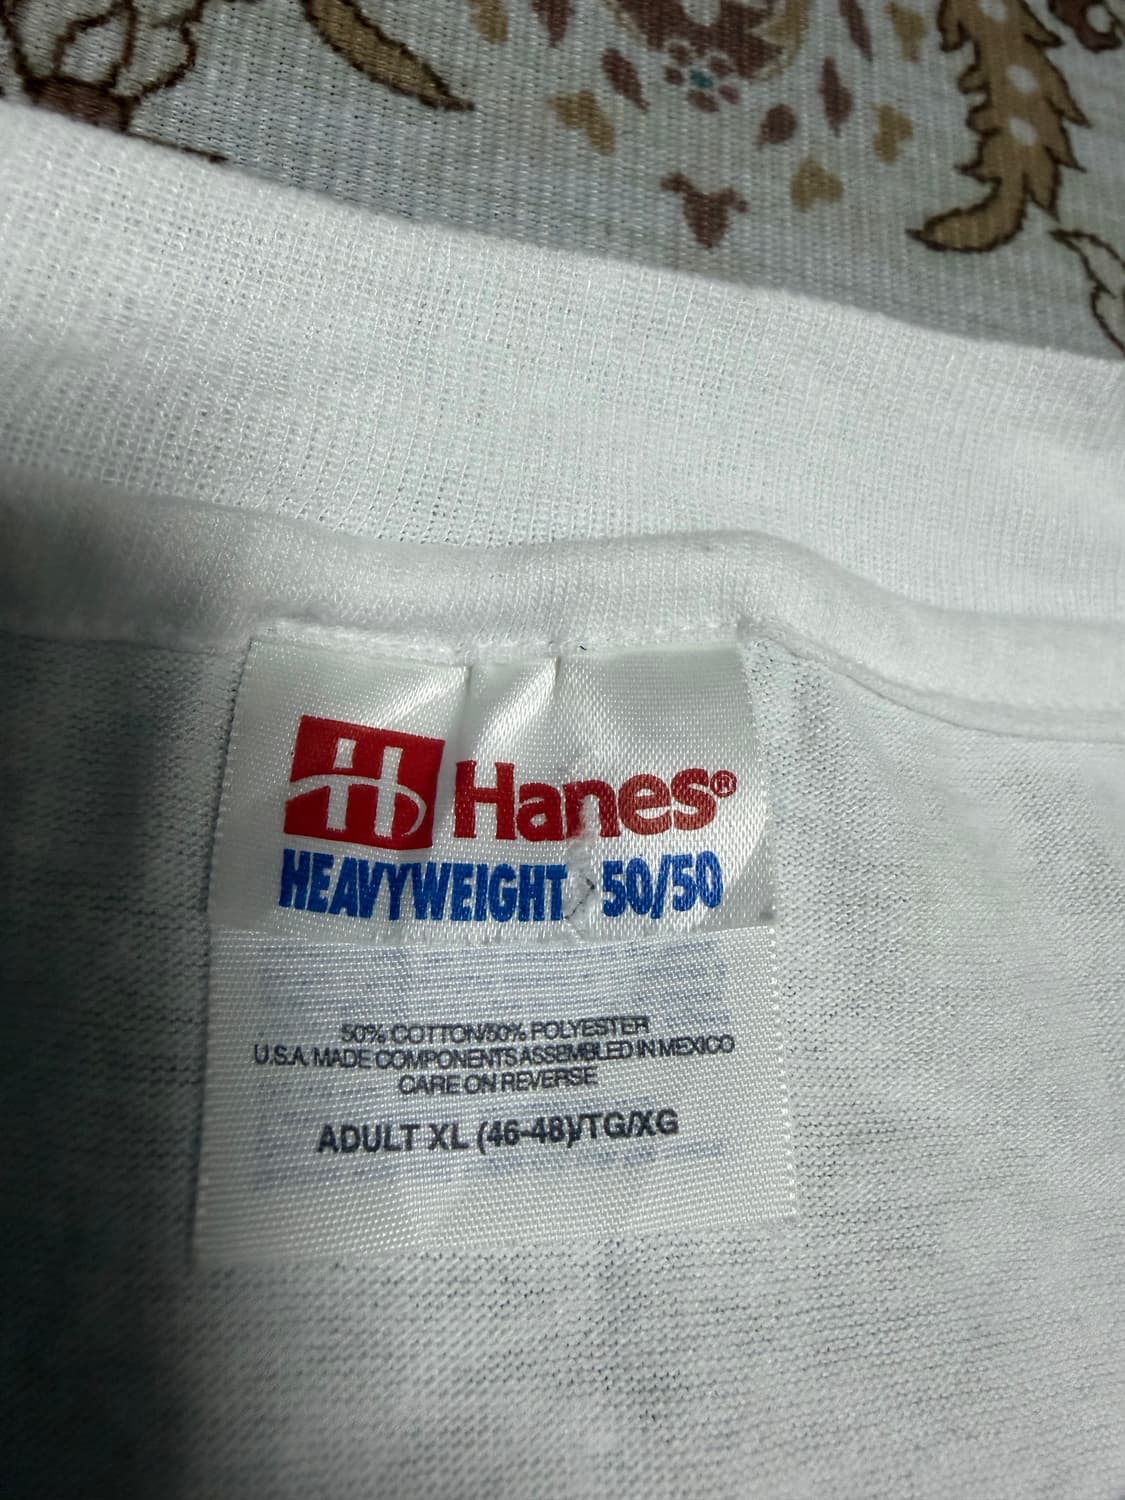 H Hanes®
HEAVYWEIGHT 50/50
50% COTTON/50% POLYESTER
U.S.A. MADE COMPONENTS ASSEMBLED IN MEXICO
CARE ON REVERSE
ADULT XL (46-48)/TG/XG